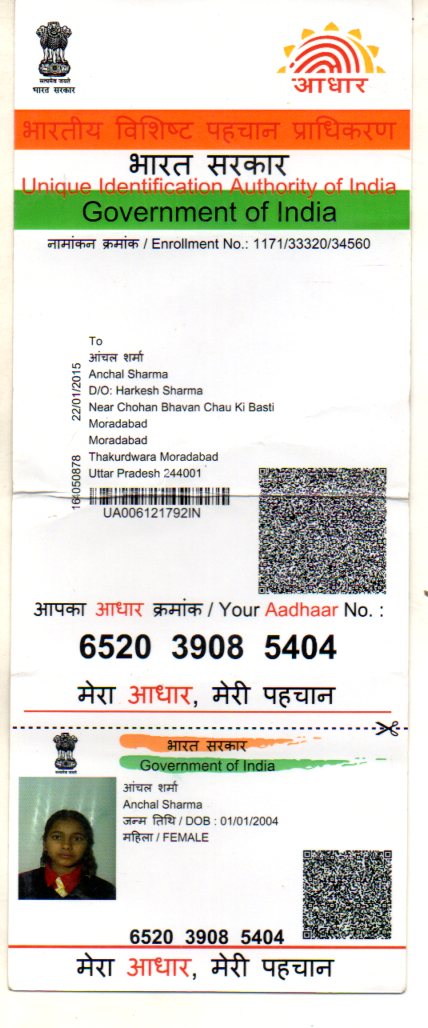 सत्यमेव जयते
भारत सरकार
आधार
भारतीय विशिष्ट पहचान प्राधिकरण
भारत सरकार
Unique Identification Authority of India
Government of India
नामांकन क्रमांक / Enrollment No.: 1171/33320/34560
To
आंचल शर्मा
Anchal Sharma
D/O: Harkesh Sharma
Near Chohan Bhavan Chau Ki Basti
Moradabad
Moradabad
Thakurdwara Moradabad
Uttar Pradesh 244001
22/01/2015
UA006121792IN
आपका आधार क्रमांक / Your Aadhaar No. :
6520 3908 5404
मेरा आधार, मेरी पहचान
भारत सरकार
Government of India
आंचल शर्मा
Anchal Sharma
जन्म तिथि / DOB : 01/01/2004
महिला / FEMALE
6520 3908 5404
मेरा आधार, मेरी पहचान